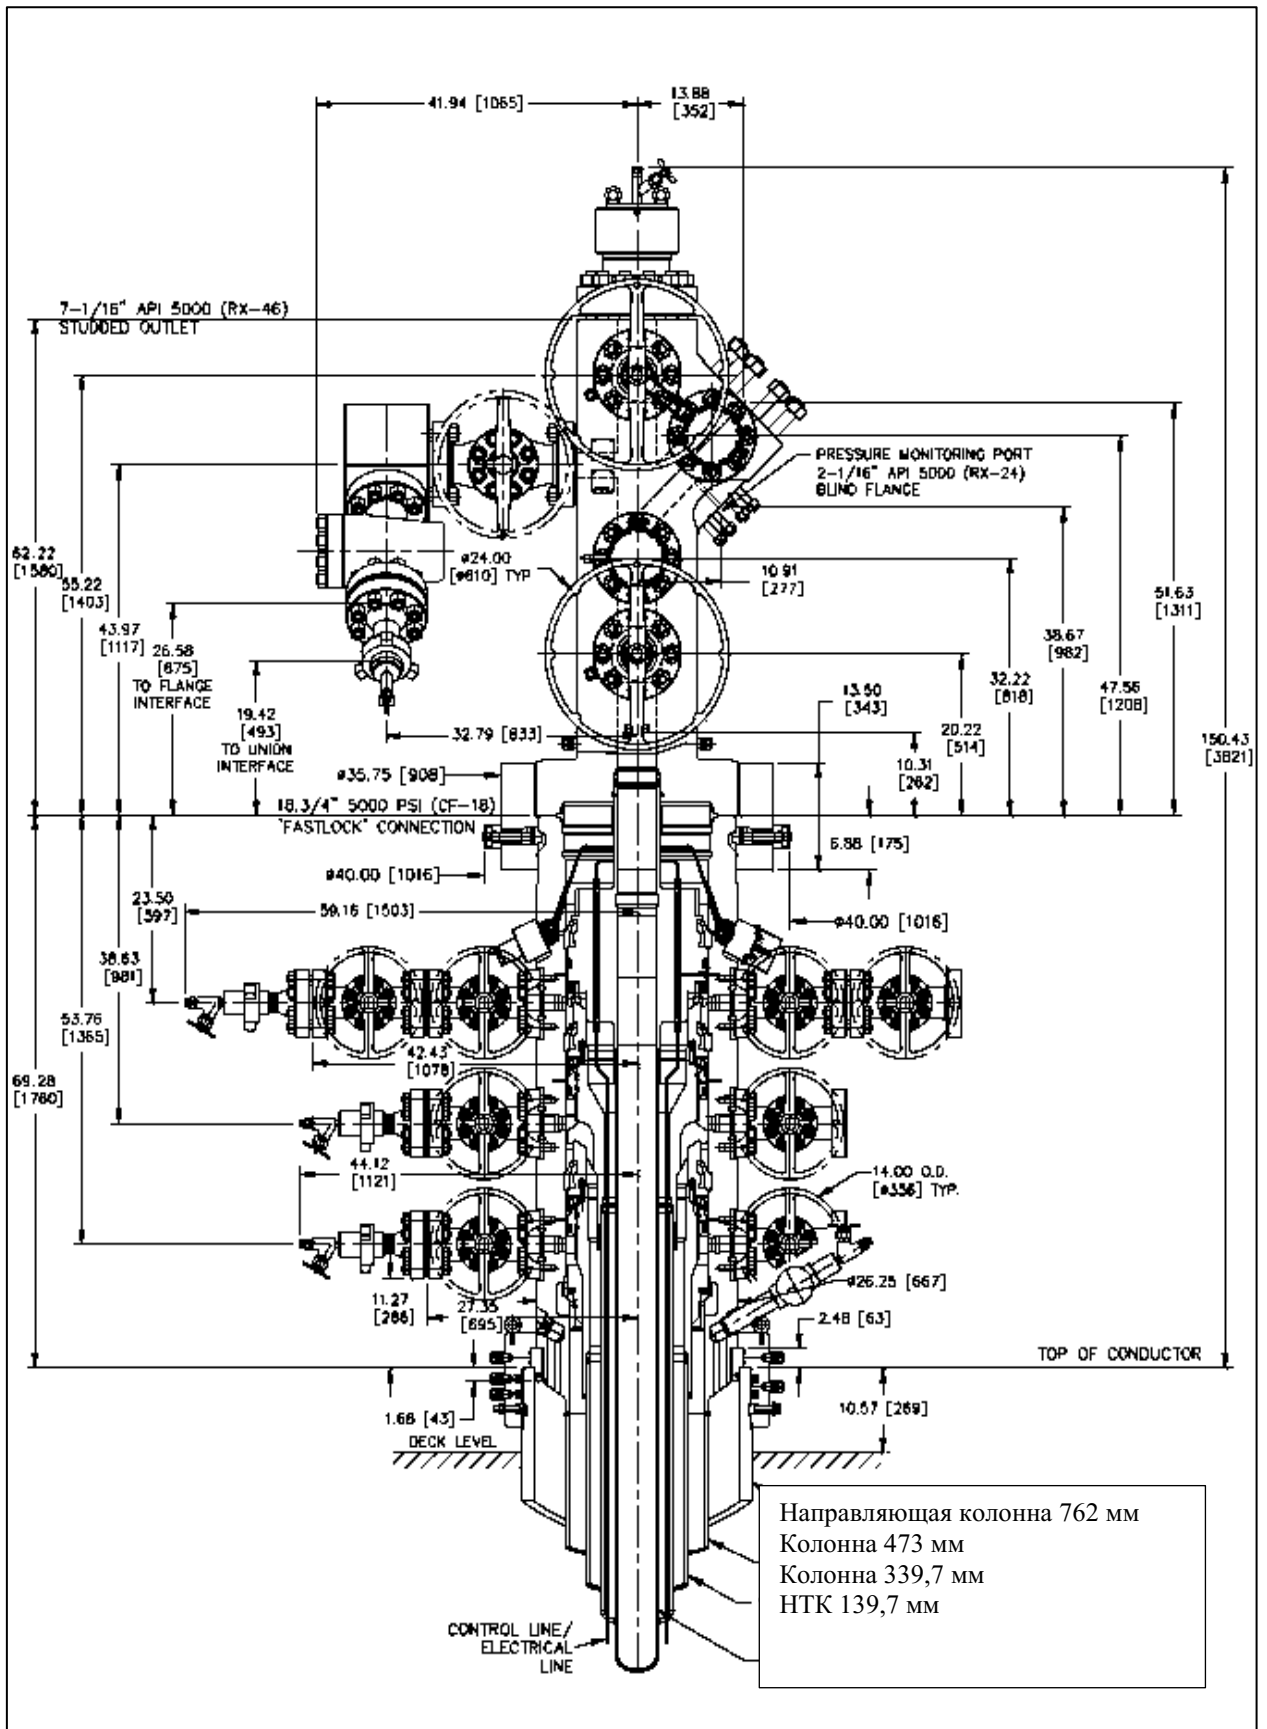 41.94 [1065]
13.88
[352]
7-1/16" API 5000 (RX-46)
STUDDED OUTLET
PRESSURE MONITORING PORT
2-1/16" API 5000 (RX-24)
BLIND FLANGE
62.22
[1580]
55.22
[1403]
43.97
[1117]
26.58
[675]
TO FLANGE
INTERFACE
19.42
[493]
TO UNION
INTERFACE
ø24.00
[ø610] TYP
10.91
[277]
32.79 [833]
13.50
[343]
10.31
[262]
20.22
[514]
32.22
[818]
38.67
[982]
47.56
[1208]
51.63
[1311]
150.43
[3821]
ø35.75 [908]
18.3/4" 5000 PSI (CF-18)
"FASTLOCK" CONNECTION
6.88 [175]
ø40.00 [1016]
ø40.00 [1016]
23.50
[597]
59.16 [1503]
38.63
[981]
53.76
[1365]
69.28
[1760]
42.43
[1078]
44.12
[1121]
14.00 O.D.
[ø356] TYP.
ø26.25 [667]
11.27
[286]
27.35
[695]
2.48 [63]
TOP OF CONDUCTOR
1.68 [43]
10.57 [269]
DECK LEVEL
Направляющая колонна 762 мм
Колонна 473 мм
Колонна 339,7 мм
НТК 139,7 мм
CONTROL LINE/
ELECTRICAL
LINE